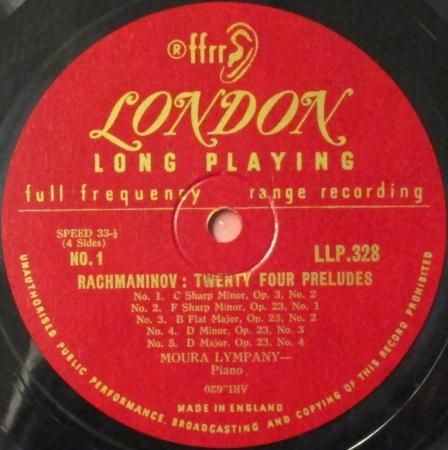 ®ffrr
LONDON
LONG PLAYING
full frequency range recording
SPEED 33-⅓
(4 Sides)
NO.1
LLP.328
RACHMANINOV : TWENTY FOUR PRELUDES
No. 1. C Sharp Minor, Op. 3, No. 2
No. 2. F Sharp Minor, Op. 23, No. 1
No. 3. B Flat Major, Op. 23, No. 2
No. 4. D Minor, Op. 23, No. 3
No. 5. D Major, Op. 23. No. 4
MOURA LYMPANY—
Piano
ARL-620
MADE IN ENGLAND
UNAUTHORISED PUBLIC PERFORMANCE, BROADCASTING AND COPYING OF THIS RECORD PROHIBITED